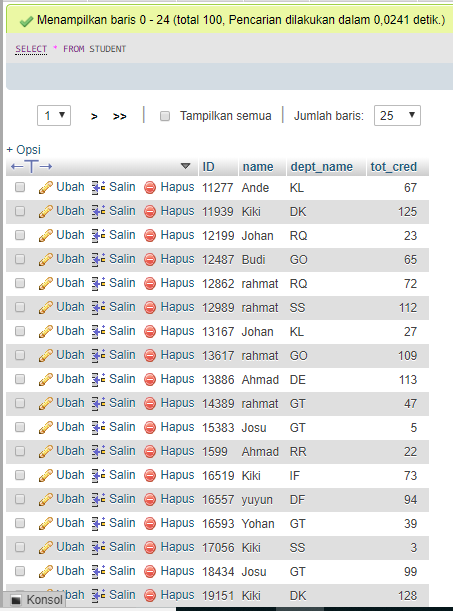 Menampilkan baris 0 - 24 (total 100, Pencarian dilakukan dalam 0,0241 detik.)
SELECT * FROM STUDENT
1 > >> | Tampilkan semua | Jumlah baris: 25
+ Opsi
←T→ ID name dept_name tot_cred
Ubah Salin Hapus 11277 Ande KL 67
Ubah Salin Hapus 11939 Kiki DK 125
Ubah Salin Hapus 12199 Johan RQ 23
Ubah Salin Hapus 12487 Budi GO 65
Ubah Salin Hapus 12862 rahmat RQ 72
Ubah Salin Hapus 12989 rahmat SS 112
Ubah Salin Hapus 13167 Johan KL 27
Ubah Salin Hapus 13617 rahmat GO 109
Ubah Salin Hapus 13886 Ahmad DE 113
Ubah Salin Hapus 14389 rahmat GT 47
Ubah Salin Hapus 15383 Josu GT 5
Ubah Salin Hapus 1599 Ahmad RR 22
Ubah Salin Hapus 16519 Kiki IF 73
Ubah Salin Hapus 16557 yuyun DF 94
Ubah Salin Hapus 16593 Yohan GT 39
Ubah Salin Hapus 17056 Kiki SS 3
Ubah Salin Hapus 18434 Josu GT 99
Ubah Salin Hapus 19151 Kiki DK 128
Konsol